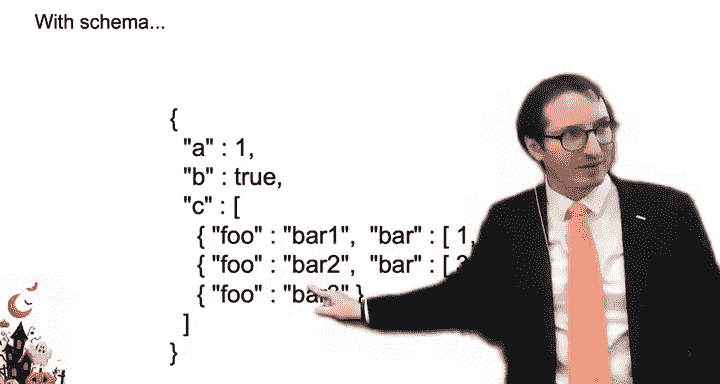 With schema...
{
"a" : 1,
"b" : true,
"c" : [
{ "foo" : "bar1", "bar" : [ 1,
{ "foo" : "bar2", "bar" : [
{ "foo" : }
]
}